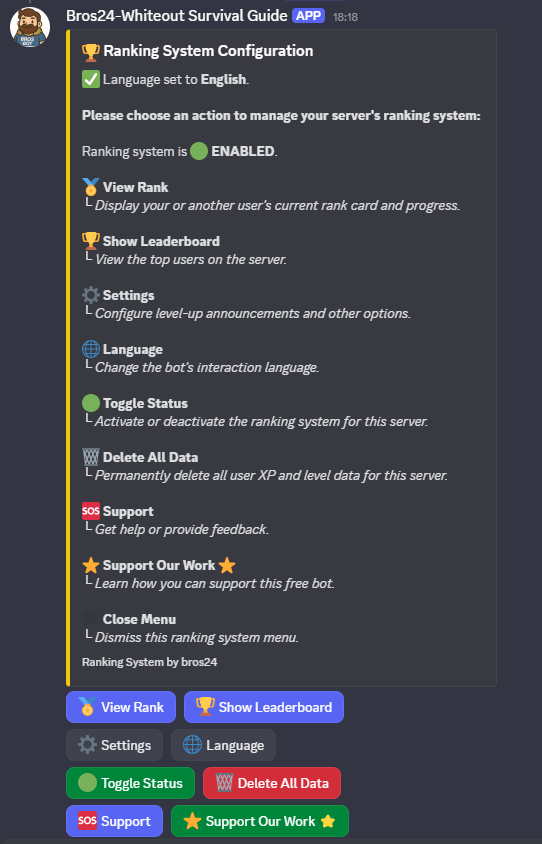 Bros24-Whiteout Survival Guide APP 18:18
🏆 Ranking System Configuration
✅ Language set to English.
Please choose an action to manage your server's ranking system:
Ranking system is 🟢 ENABLED.
🏅 View Rank
└ Display your or another user's current rank card and progress.
🏆 Show Leaderboard
└ View the top users on the server.
⚙️ Settings
└ Configure level-up announcements and other options.
🌐 Language
└ Change the bot's interaction language.
🟢 Toggle Status
└ Activate or deactivate the ranking system for this server.
🗑️ Delete All Data
└ Permanently delete all user XP and level data for this server.
🆘 Support
└ Get help or provide feedback.
⭐ Support Our Work ⭐
└ Learn how you can support this free bot.
✖️ Close Menu
└ Dismiss this ranking system menu.
Ranking System by bros24
🏅 View Rank 🏆 Show Leaderboard
⚙️ Settings 🌐 Language
🟢 Toggle Status 🗑️ Delete All Data
🆘 Support ⭐ Support Our Work ⭐